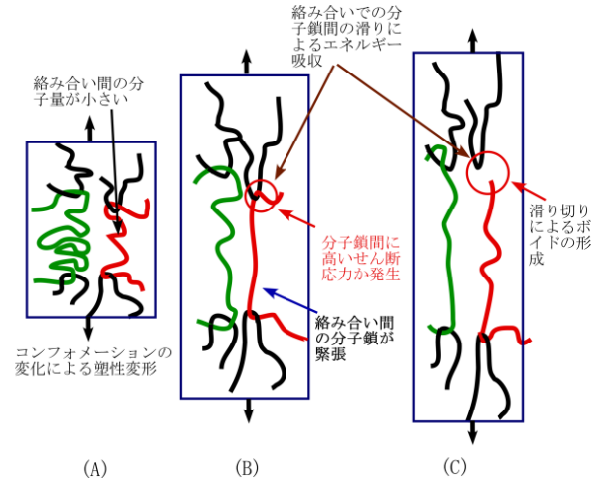 絡み合いでの分
子鎖間の滑りに
よるエネルギー
吸収
絡み合い間の分
子量が小さい
コンフォメーションの
変化による塑性変形
分子鎖間に
高いせん断
応力か発生
絡み合い間
の分子鎖が
緊張
滑り切り
によるボ
イドの形
成
(A)
(B)
(C)